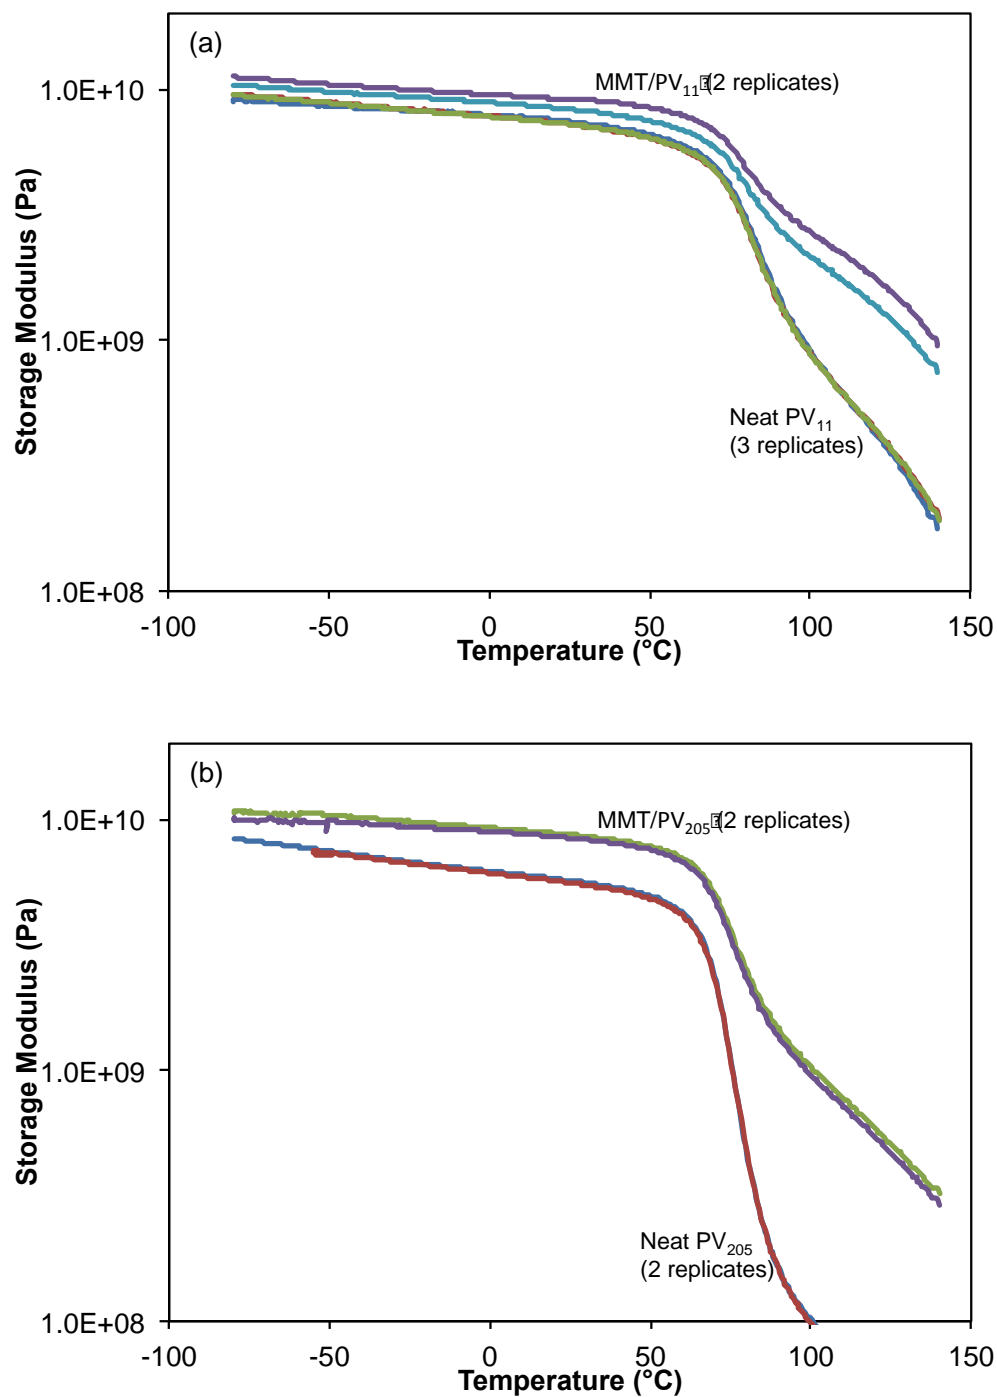 (a)
MMT/PV11 (2 replicates)
1.0E+10
Storage Modulus (Pa)
1.0E+09
Neat PV11
(3 replicates)
1.0E+08
-100 -50 0 50 100 150
Temperature (°C)
(b)
MMT/PV205 (2 replicates)
1.0E+10
Storage Modulus (Pa)
1.0E+09
Neat PV205
(2 replicates)
1.0E+08
-100 -50 0 50 100 150
Temperature (°C)